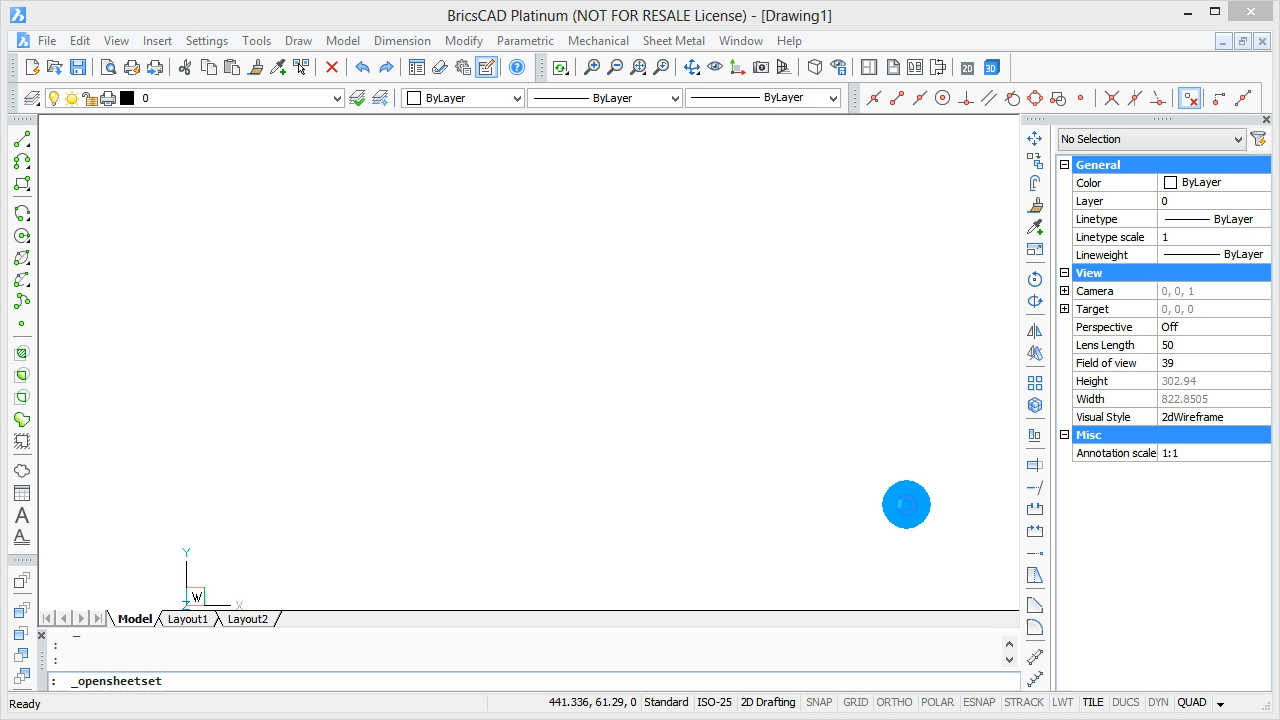 BricsCAD Platinum (NOT FOR RESALE License) - [Drawing1]
File Edit View Insert Settings Tools Draw Model Dimension Modify Parametric Mechanical Sheet Metal Window Help
2D 3D
0 ByLayer ByLayer ByLayer
No Selection
General
Color ByLayer
Layer 0
Linetype ByLayer
Linetype scale 1
Lineweight ByLayer
View
Camera 0, 0, 1
Target 0, 0, 0
Perspective Off
Lens Length 50
Field of view 39
Height 302.94
Width 822.8505
Visual Style 2dWireframe
Misc
Annotation scale 1:1
Y
W
Z X
Model Layout1 Layout2
:
:
: _opensheetset
Ready 441.336, 61.29, 0 Standard ISO-25 2D Drafting SNAP GRID ORTHO POLAR ESNAP STRACK LWT TILE DUCS DYN QUAD